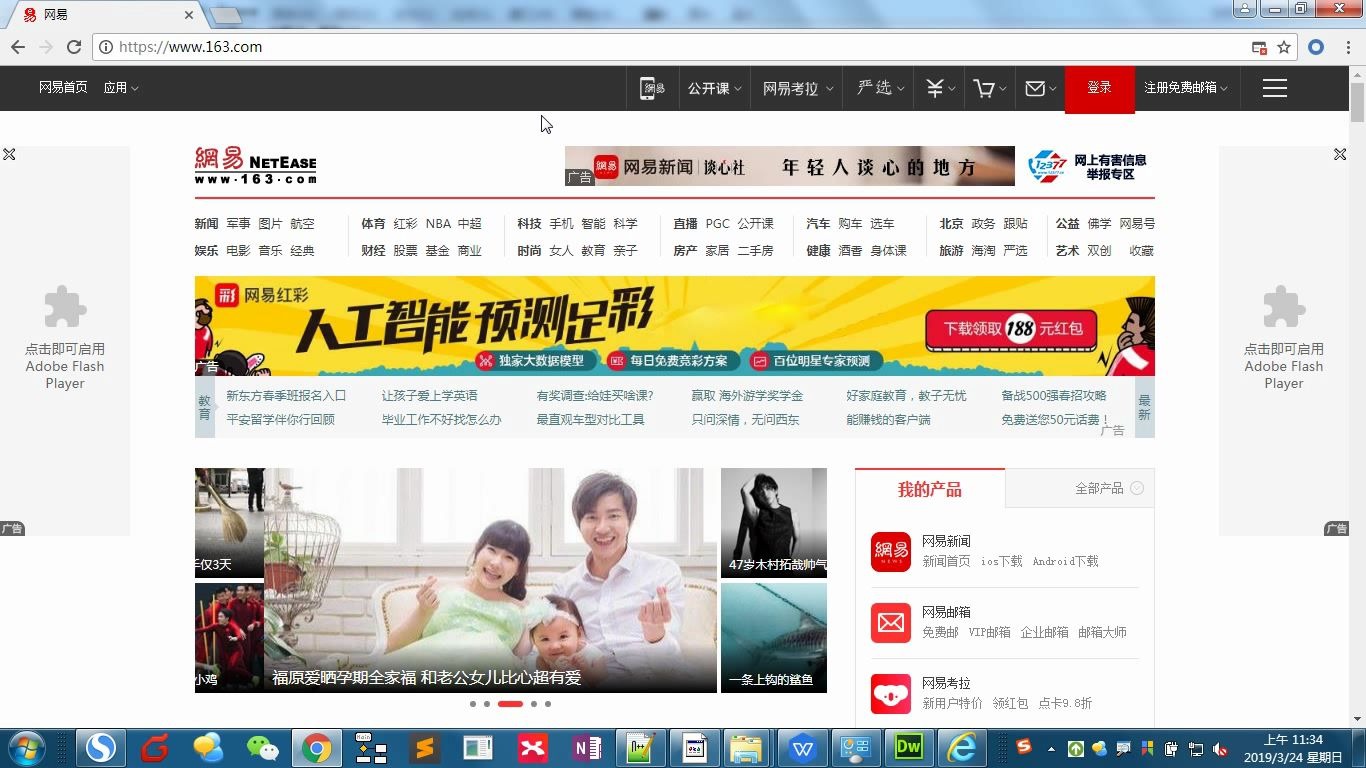 网易
https://www.163.com
网易首页 应用
公开课 网易考拉 严选 登录 注册免费邮箱
網易 NETEASE
www.163.com
网易新闻 谈心社 年轻人谈心的地方
广告
12377 网上有害信息
举报专区
新闻 军事 图片 航空 体育 红彩 NBA 中超 科技 手机 智能 科学 直播 PGC 公开课 汽车 购车 选车 北京 政务 跟贴 公益 佛学 网易号
娱乐 电影 音乐 经典 财经 股票 基金 商业 时尚 女人 教育 亲子 房产 家居 二手房 健康 酒香 身体课 旅游 海淘 严选 艺术 双创 收藏
彩 网易红彩
人工智能 预测足彩
下载领取 188 元红包
独家大数据模型 每日免费竞彩方案 百位明星专家预测
广告
教育
新东方春季班报名入口 让孩子爱上学英语 有奖调查:给娃买啥课? 赢取 海外游学奖学金 好家庭教育，教子无忧 备战500强春招攻略
平安留学伴你行回顾 毕业工作不好找怎么办 最直观车型对比工具 只问深情，无问西东 能赚钱的客户端 免费送您50元话费！
最新
广告
点击即可启用
Adobe Flash
Player
广告
点击即可启用
Adobe Flash
Player
广告
手仅3天
小鸡
福原爱晒孕期全家福 和老公女儿比心超有爱
47岁木村拓哉帅气
一条上钩的鲨鱼
我的产品 全部产品
網易
NEWS
网易新闻
新闻首页 ios下载 Android下载
网易邮箱
免费邮 VIP邮箱 企业邮箱 邮箱大师
网易考拉
新用户特价 领红包 点卡9.8折
上午 11:34
2019/3/24 星期日